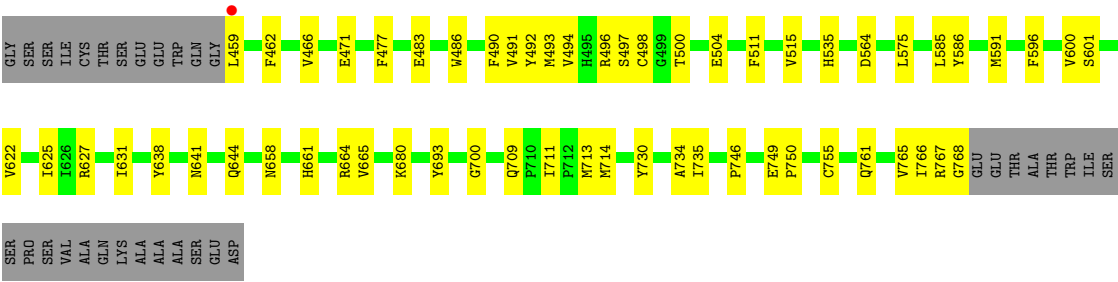 GLY SER SER ILE CYS THR SER GLU GLU TRP GLN GLY L459 F462 V466 E471 F477 E483 W486 F490 V491 Y492 M493 V494 H495 R496 S497 C498 G499 T500 E504 F511 V515 H535 D564 L575 L585 Y586 M591 F596 V600 S601
V622 I625 I626 R627 I631 Y638 N641 Q644 N658 H661 R664 V665 K680 Y693 G700 Q709 P710 I711 P712 M713 M714 Y730 A734 I735 P746 E749 P750 C755 Q761 V765 I766 R767 G768 GLU GLU THR ALA THR TRP ILE SER
SER PRO SER VAL ALA GLN LYS ALA ALA ALA SER GLU ASP